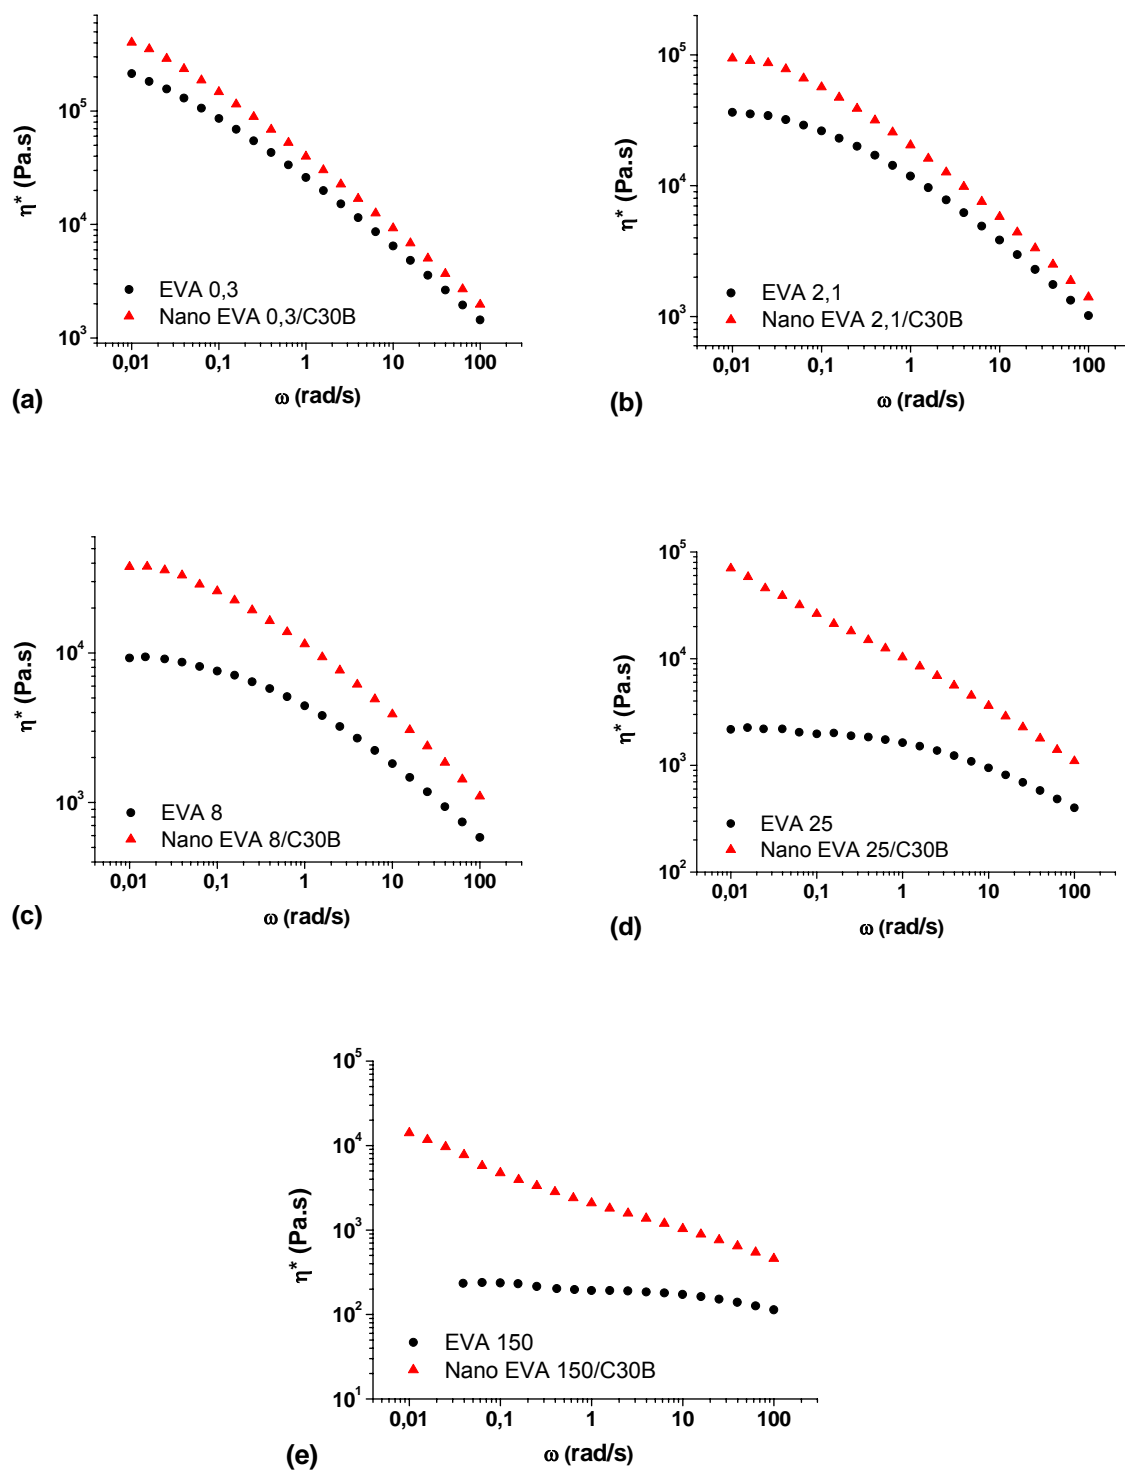 10^5
10^4
10^3
η* (Pa.s)
EVA 0,3
Nano EVA 0,3/C30B
0,01 0,1 1 10 100
ω (rad/s)
(a)
10^5
10^4
10^3
η* (Pa.s)
EVA 2,1
Nano EVA 2,1/C30B
0,01 0,1 1 10 100
ω (rad/s)
(b)
10^4
10^3
η* (Pa.s)
EVA 8
Nano EVA 8/C30B
0,01 0,1 1 10 100
ω (rad/s)
(c)
10^5
10^4
10^3
10^2
η* (Pa.s)
EVA 25
Nano EVA 25/C30B
0,01 0,1 1 10 100
ω (rad/s)
(d)
10^5
10^4
10^3
10^2
10^1
η* (Pa.s)
EVA 150
Nano EVA 150/C30B
0,01 0,1 1 10 100
ω (rad/s)
(e)